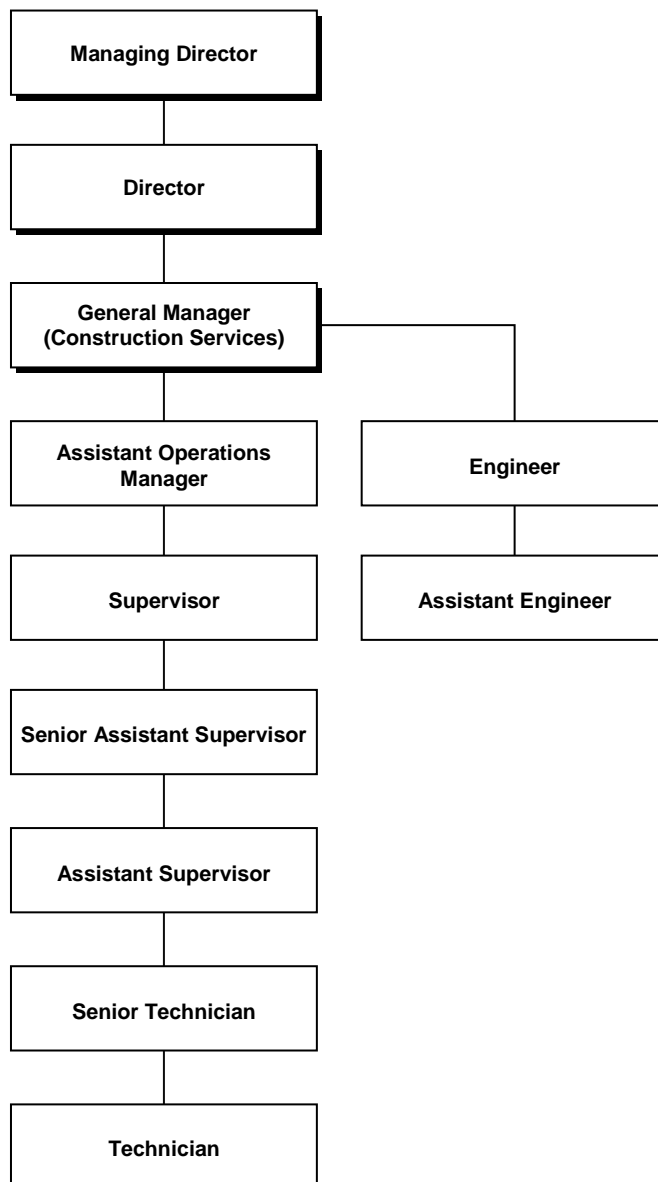 Managing Director
Director
General Manager
(Construction Services)
Assistant Operations
Manager
Engineer
Supervisor
Assistant Engineer
Senior Assistant Supervisor
Assistant Supervisor
Senior Technician
Technician